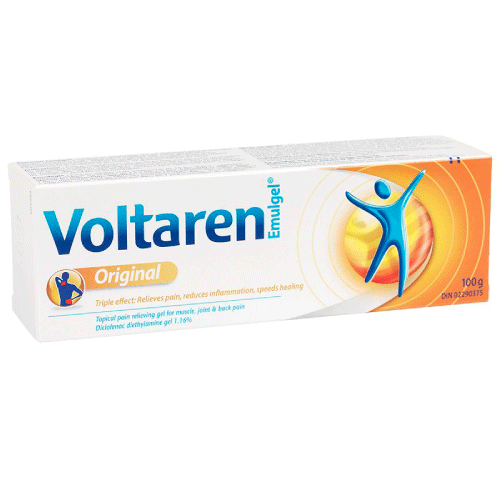 Voltaren
Emulgel®
Original
Triple effect: Relieves pain, reduces inflammation, speeds healing
Topical pain relieving gel for muscle, joint & back pain
Diclofenac diethylamine gel 1.16%
100 g
DIN 02290375